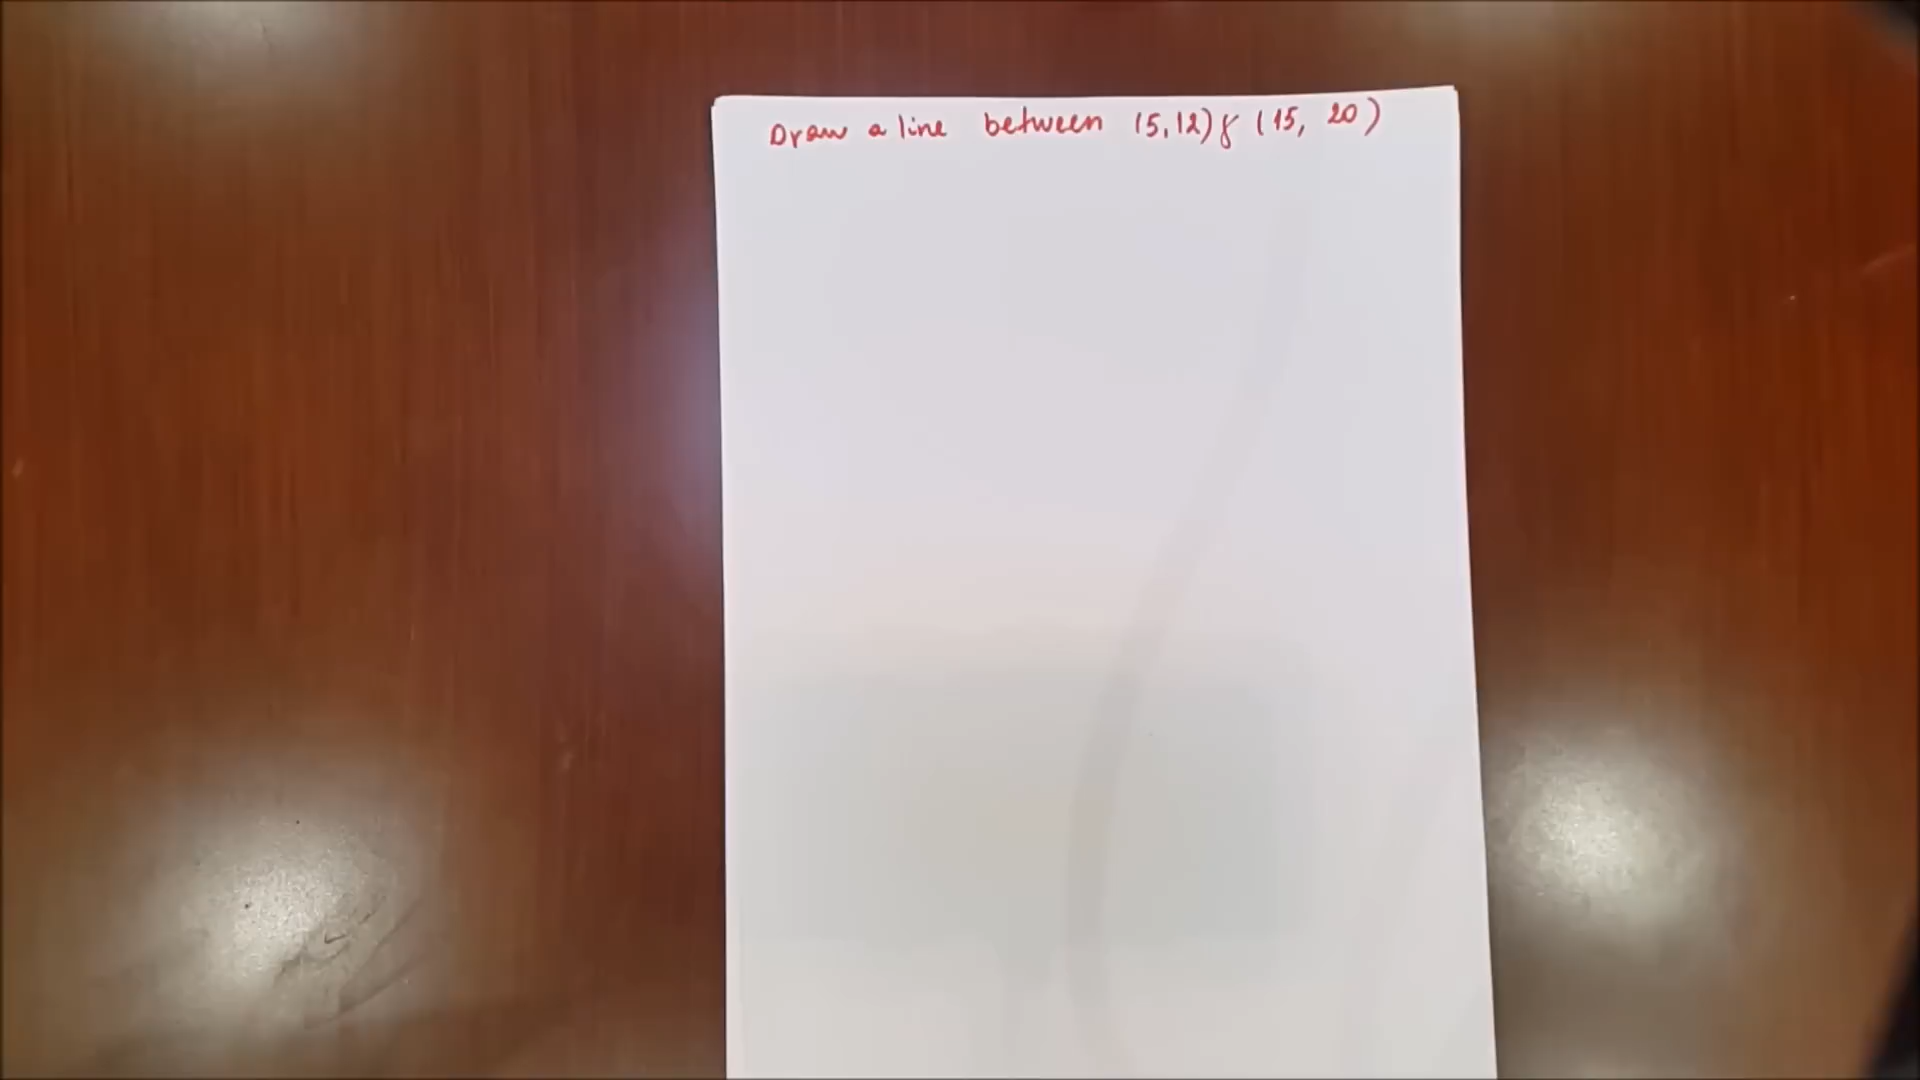 Draw a line between (5,12) & (15, 20)